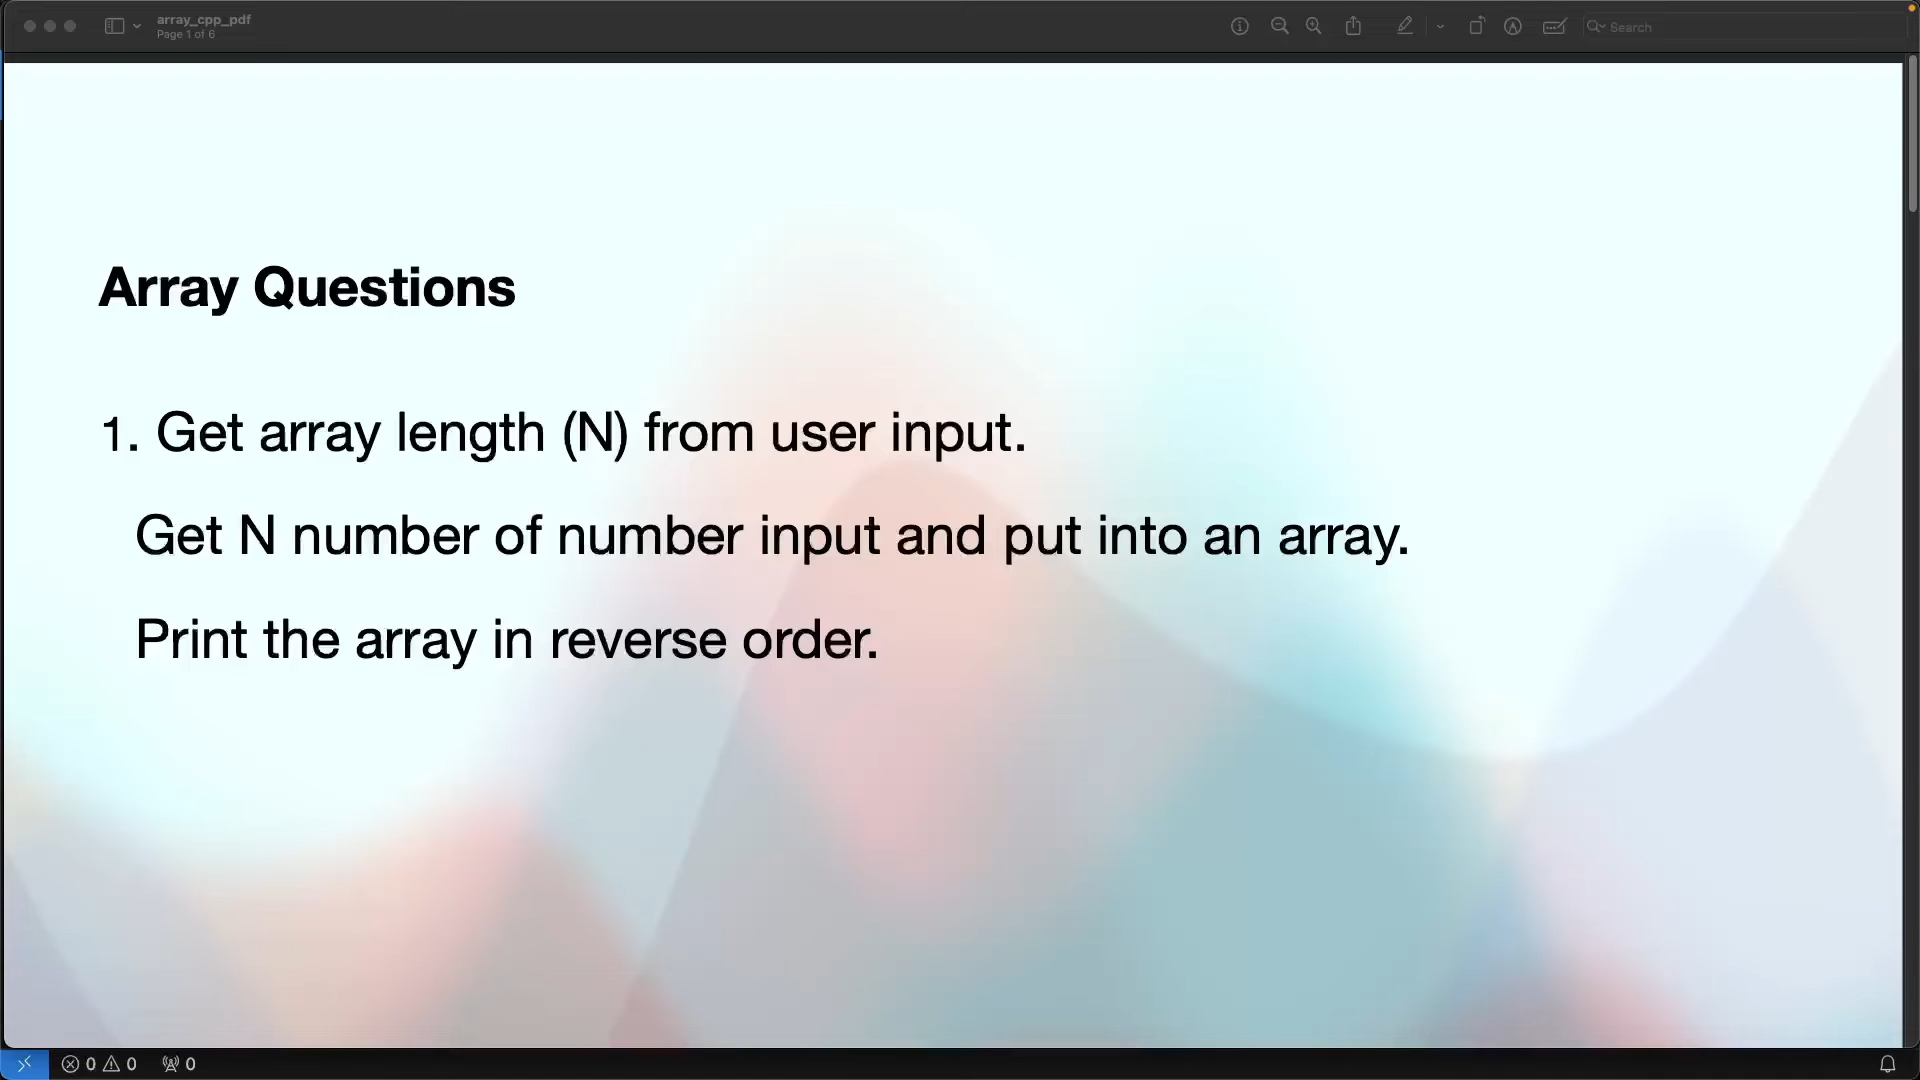 array_cpp_pdf
Page 1 of 6
Search
Array Questions
1. Get array length (N) from user input.
Get N number of number input and put into an array.
Print the array in reverse order.
0 0 0